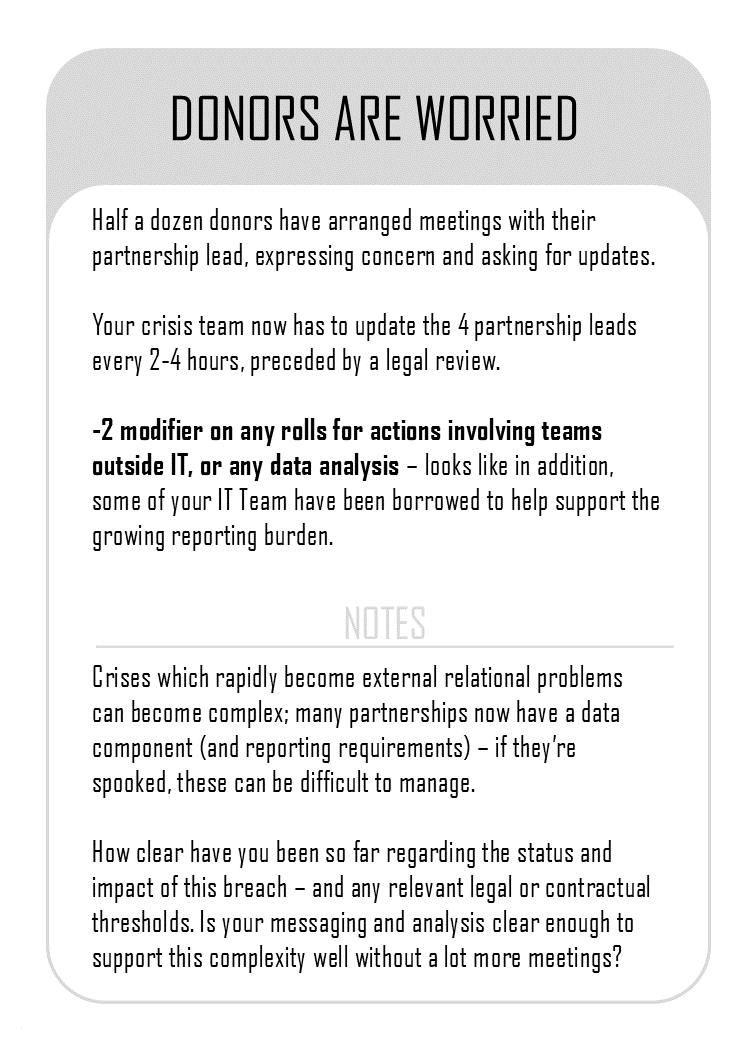 DONORS ARE WORRIED
Half a dozen donors have arranged meetings with their
partnership lead, expressing concern and asking for updates.
Your crisis team now has to update the 4 partnership leads
every 2-4 hours, preceded by a legal review.
-2 modifier on any rolls for actions involving teams
outside IT, or any data analysis – looks like in addition,
some of your IT Team have been borrowed to help support the
growing reporting burden.
NOTES
Crises which rapidly become external relational problems
can become complex; many partnerships now have a data
component (and reporting requirements) – if they’re
spooked, these can be difficult to manage.
How clear have you been so far regarding the status and
impact of this breach – and any relevant legal or contractual
thresholds. Is your messaging and analysis clear enough to
support this complexity well without a lot more meetings?